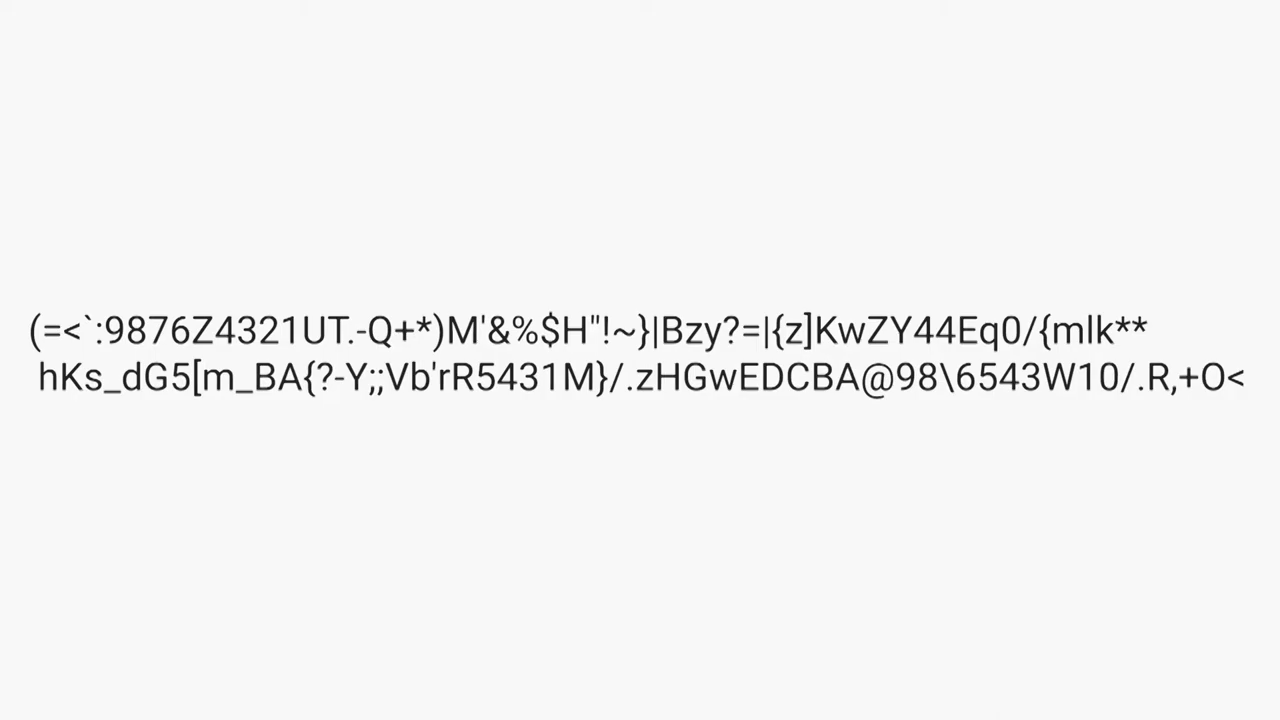 (=<`:9876Z4321UT.-Q+*)M'&%$H"!~}|Bzy?=|{z]KwZY44Eq0/{mlk**
hKs_dG5[m_BA{?-Y;;Vb'rR5431M}/.zHGwEDCBA@98\6543W10/.R,+O<